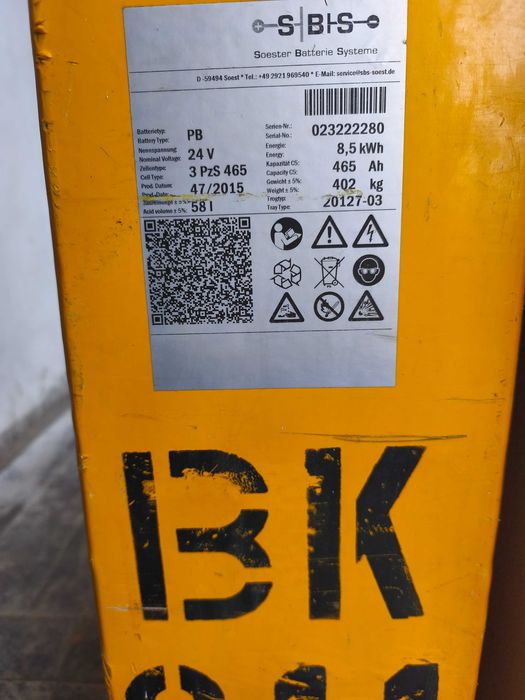 S|B|S
Soester Batterie Systeme
D-59494 Soest * Tel.: +49 2921 969540 * E-Mail: service@sbs-soest.de
Batterietyp: PB
Battery Type:
Nennspannung
Nominal Voltage: 24 V
Zellentype:
Cell Type: 3 PzS 465
Prod. Datum: 47/2015
Prod. Date:
Acid volume ± 5%: 58 l
Serien-Nr.: 023222280
Serial-No.:
Energie: 8,5 kWh
Energy:
Kapazität C5: 465 Ah
Capacity C5:
Gewicht ± 5%: 402 kg
Weight ± 5%:
Trogtyp: 20127-03
Tray Type:
BK